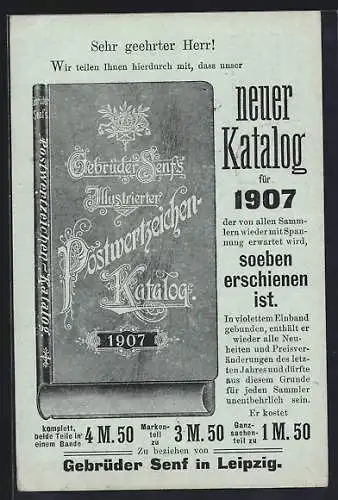 Sehr geehrter Herr!
Wir teilen Ihnen hierdurch mit, dass unser
Gebrüder
Senf's
Postwertzeichen-Katalog
Gebrüder Senf's
Illustrierter
Postwertzeichen-
Katalog.
1907
neuer
Katalog
für
1907
der von allen Samm-
lern wieder mit Span-
nung erwartet wird,
soeben
erschienen
ist.
In violettem Einband
gebunden, enthält er
wieder alle Neu-
heiten und Preisver-
änderungen des letz-
ten Jahres und dürfte
aus diesem Grunde
für jeden Sammler
unentbehrlich sein.
Er kostet
komplett,
beide Teile in
einem Bande
4 M. 50
Marken-
teil
zu
3 M. 50
Ganz-
sachen-
teil zu
1 M. 50
Zu beziehen von
Gebrüder Senf in Leipzig.